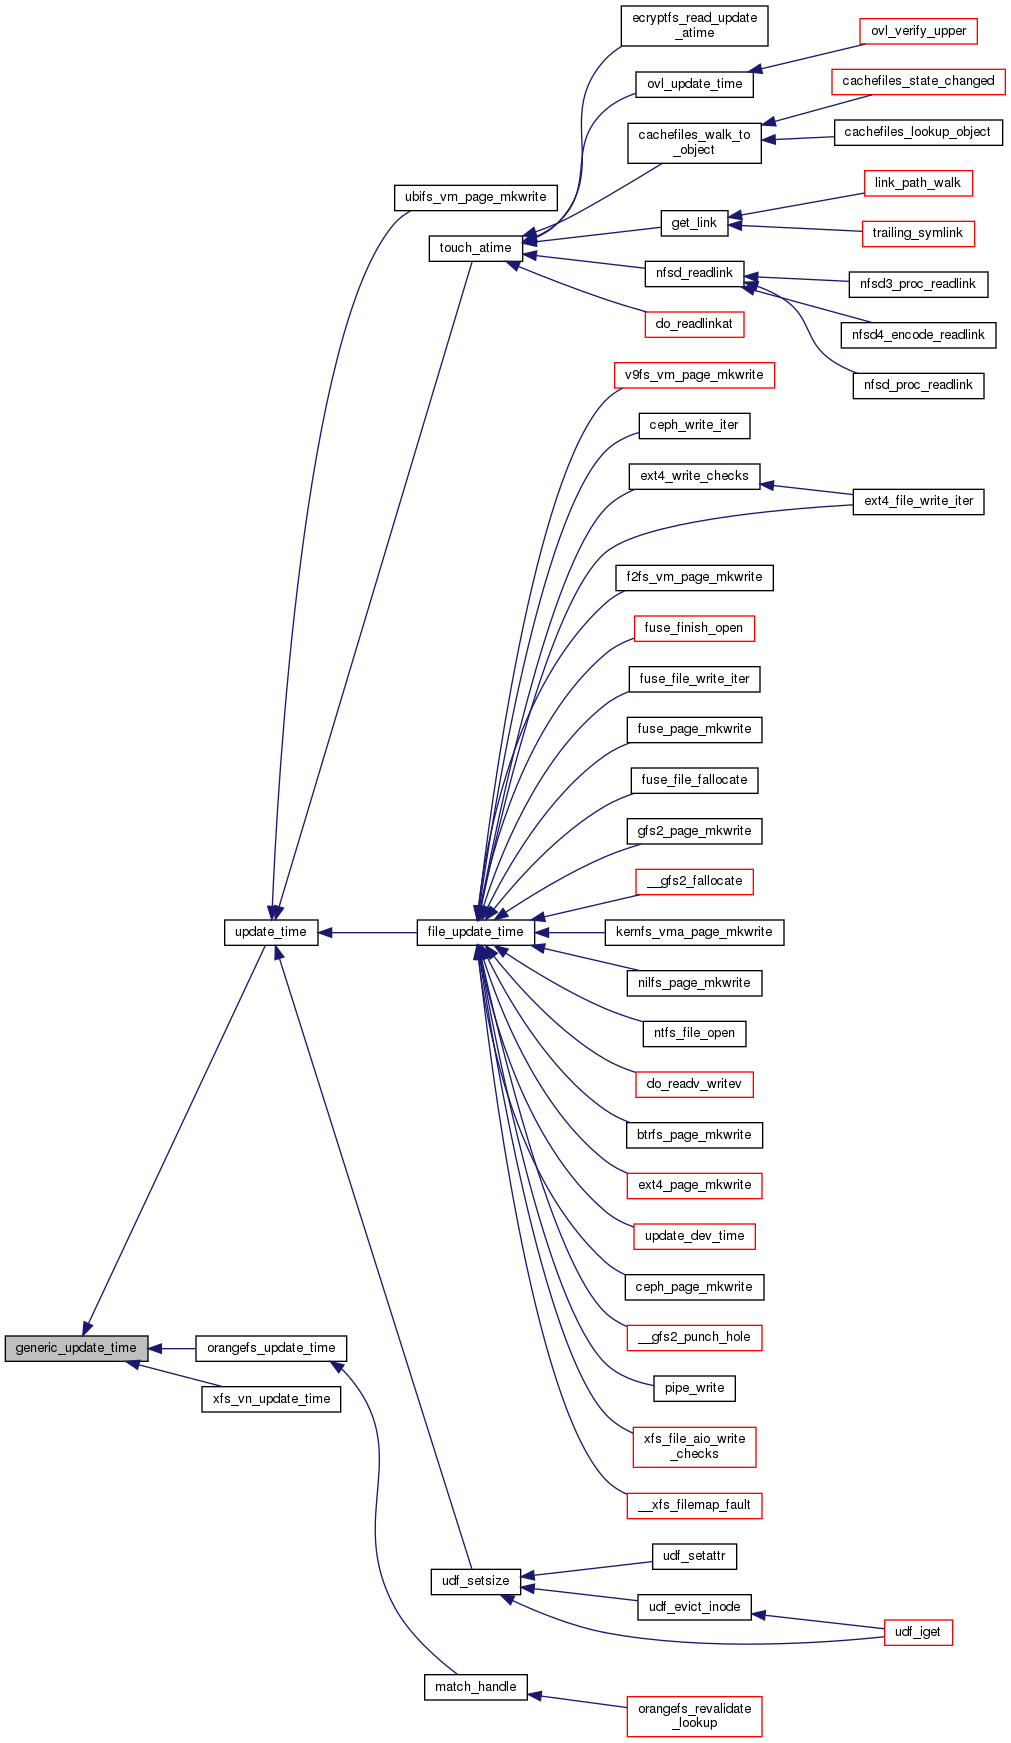 ecryptfs_read_update
_atime
ovl_verify_upper
ovl_update_time
cachefiles_state_changed
cachefiles_walk_to
_object
cachefiles_lookup_object
link_path_walk
ubifs_vm_page_mkwrite
get_link
trailing_symlink
touch_atime
nfsd_readlink
nfsd3_proc_readlink
do_readlinkat
nfsd4_encode_readlink
v9fs_vm_page_mkwrite
nfsd_proc_readlink
ceph_write_iter
ext4_write_checks
ext4_file_write_iter
f2fs_vm_page_mkwrite
fuse_finish_open
fuse_file_write_iter
fuse_page_mkwrite
fuse_file_fallocate
gfs2_page_mkwrite
__gfs2_fallocate
update_time
file_update_time
kernfs_vma_page_mkwrite
nilfs_page_mkwrite
ntfs_file_open
do_readv_writev
btrfs_page_mkwrite
ext4_page_mkwrite
update_dev_time
ceph_page_mkwrite
__gfs2_punch_hole
generic_update_time
orangefs_update_time
pipe_write
xfs_vn_update_time
xfs_file_aio_write
_checks
__xfs_filemap_fault
udf_setattr
udf_setsize
udf_evict_inode
udf_iget
match_handle
orangefs_revalidate
_lookup